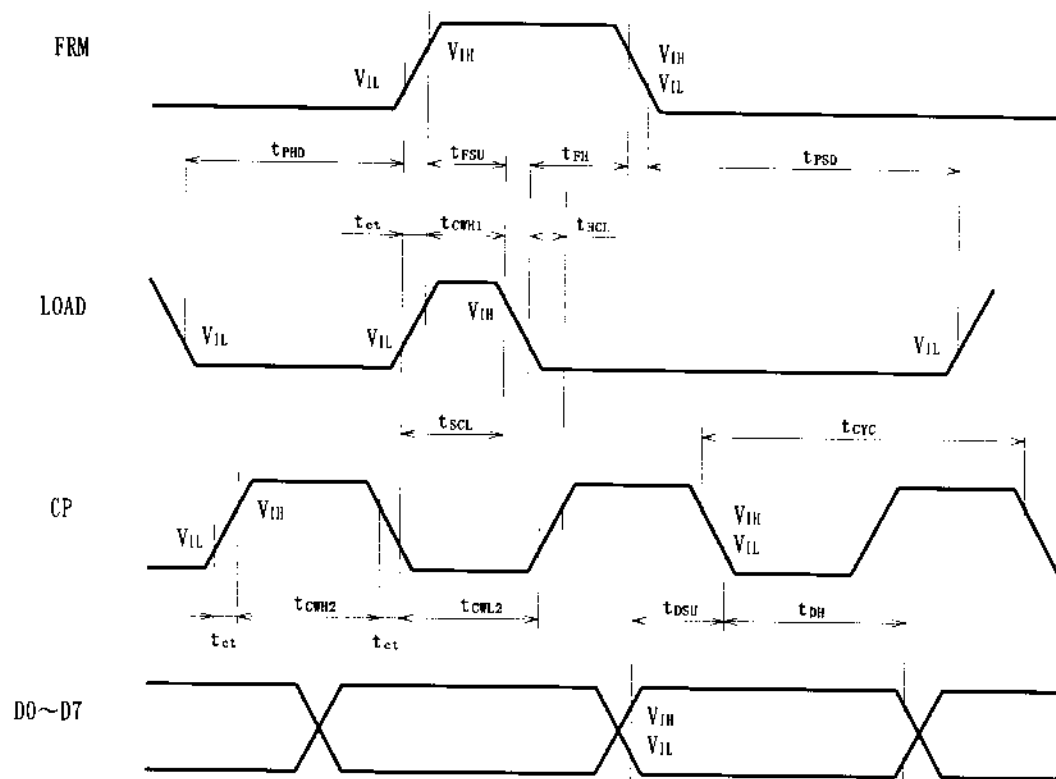 FRM
VIL
VIH
VIH
VIL
tPHD
tFSU
tFH
tPSD
tct
tCWH1
tHCL
LOAD
VIL
VIL
VIH
VIL
tSCL
tCYC
CP
VIL
VIH
VIH
VIL
tct
tCWH2
tct
tCWL2
tDSU
tDH
D0~D7
VIH
VIL